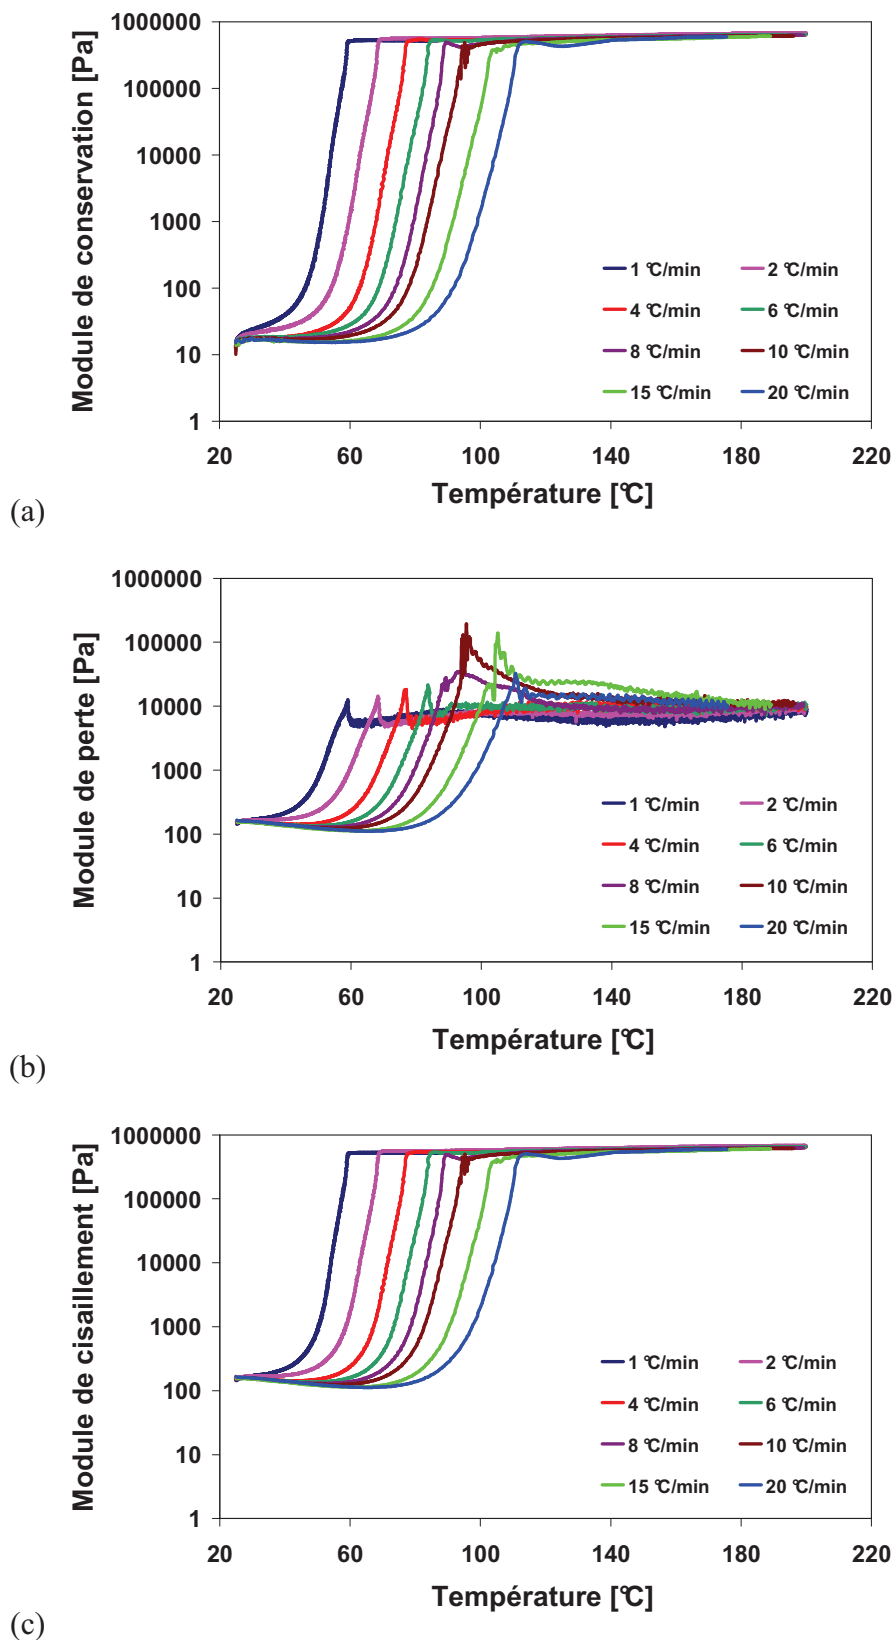 1000000
100000
10000
1000
100
10
1
Module de conservation [Pa]
1 °C/min 2 °C/min
4 °C/min 6 °C/min
8 °C/min 10 °C/min
15 °C/min 20 °C/min
20 60 100 140 180 220
Température [°C]
(a)
1000000
100000
10000
1000
100
10
1
Module de perte [Pa]
1 °C/min 2 °C/min
4 °C/min 6 °C/min
8 °C/min 10 °C/min
15 °C/min 20 °C/min
20 60 100 140 180 220
Température [°C]
(b)
1000000
100000
10000
1000
100
10
1
Module de cisaillement [Pa]
1 °C/min 2 °C/min
4 °C/min 6 °C/min
8 °C/min 10 °C/min
15 °C/min 20 °C/min
20 60 100 140 180 220
Température [°C]
(c)